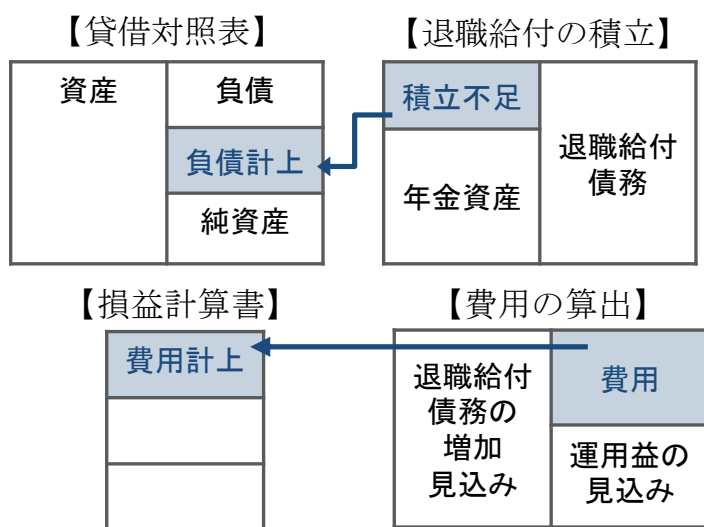 【貸借対照表】
資産
負債
負債計上
純資産
【退職給付の積立】
積立不足
年金資産
退職給付
債務
【損益計算書】
費用計上
【費用の算出】
退職給付
債務の
増加
見込み
費用
運用益の
見込み